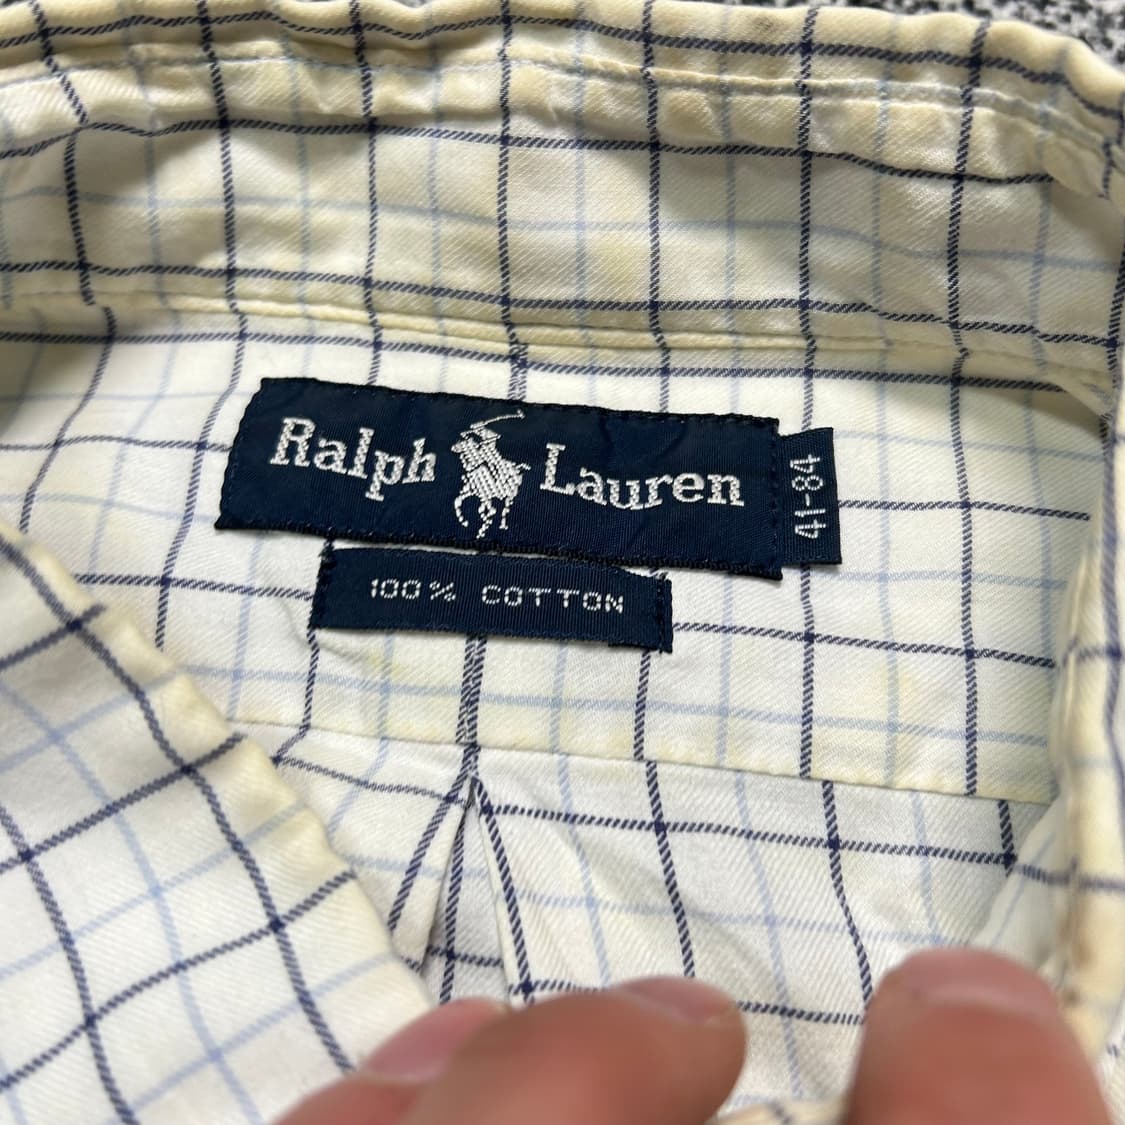 Ralph Lauren
41-84
100% COTTON